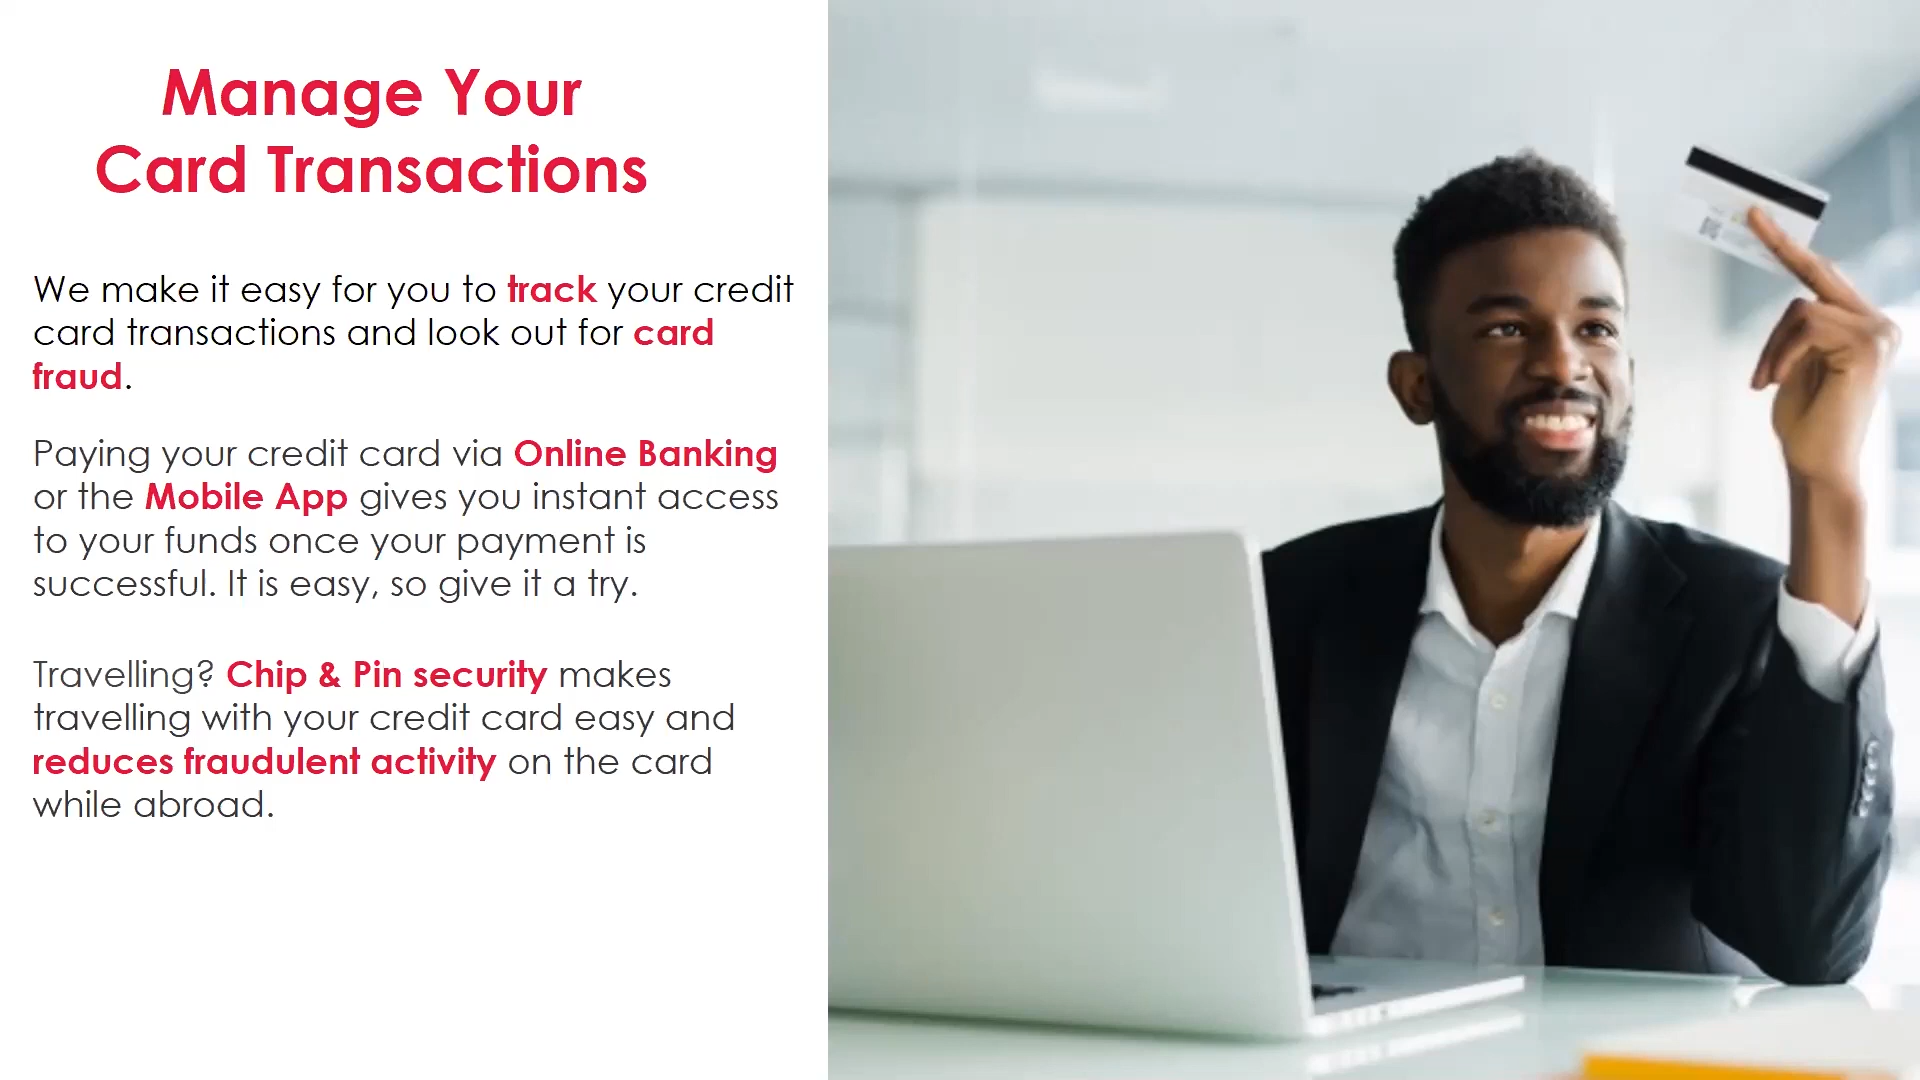 Manage Your
Card Transactions
We make it easy for you to track your credit
card transactions and look out for card
fraud.
Paying your credit card via Online Banking
or the Mobile App gives you instant access
to your funds once your payment is
successful. It is easy, so give it a try.
Travelling? Chip & Pin security makes
travelling with your credit card easy and
reduces fraudulent activity on the card
while abroad.